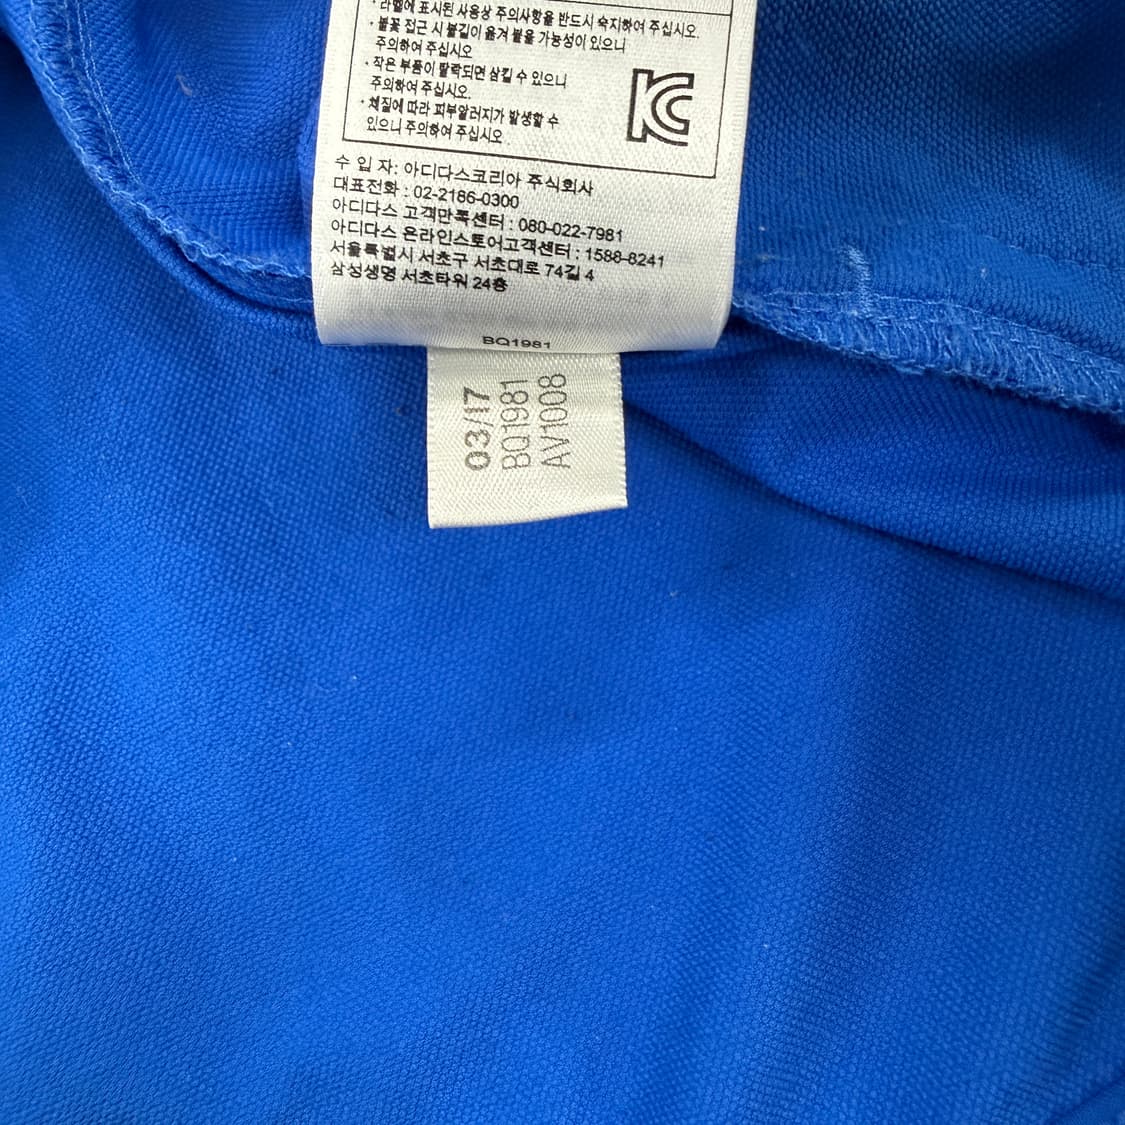 · 라벨에 표시된 사용상 주의사항을 반드시 숙지하여 주십시오.
· 불꽃 접근 시 불길이 옮겨 붙을 가능성이 있으니
주의하여 주십시오
· 작은 부품이 탈락되면 삼킬 수 있으니
주의하여 주십시오.
· 체질에 따라 피부알러지가 발생할 수
있으니 주의하여 주십시오
KC
수 입 자: 아디다스코리아 주식회사
대표전화 : 02-2186-0300
아디다스 고객만족센터 : 080-022-7981
아디다스 온라인스토어고객센터 : 1588-8241
서울특별시 서초구 서초대로 74길 4
삼성생명 서초타워 24층
BQ1981
03/17
BQ1981
AV1008